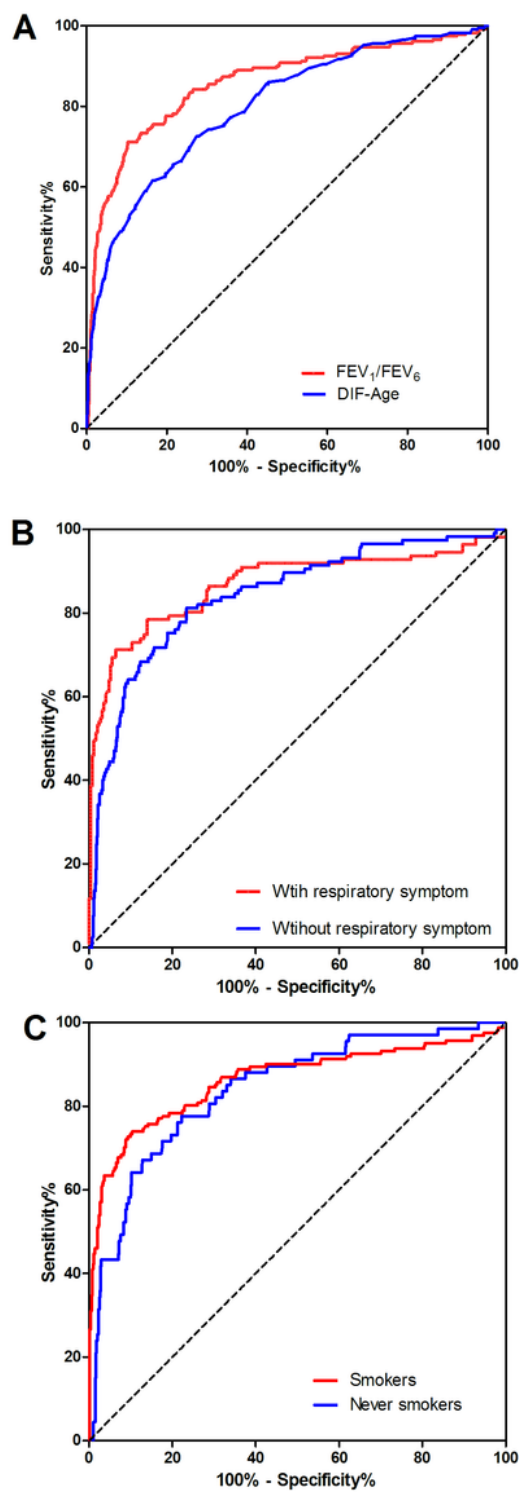 A
100
80
60
40
20
0
Sensitivity%
FEV₁/FEV₆
DIF-Age
0 20 40 60 80 100
100% - Specificity%
B
100
80
60
40
20
0
Sensitivity%
Wtih respiratory symptom
Wtihout respiratory symptom
0 20 40 60 80 100
100% - Specificity%
C
100
80
60
40
20
0
Sensitivity%
Smokers
Never smokers
0 20 40 60 80 100
100% - Specificity%